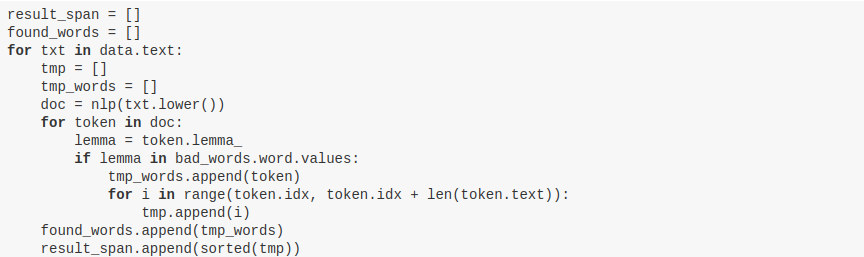 result_span = []
found_words = []
for txt in data.text:
    tmp = []
    tmp_words = []
    doc = nlp(txt.lower())
    for token in doc:
        lemma = token.lemma_
        if lemma in bad_words.word.values:
            tmp_words.append(token)
            for i in range(token.idx, token.idx + len(token.text)):
                tmp.append(i)
    found_words.append(tmp_words)
    result_span.append(sorted(tmp))